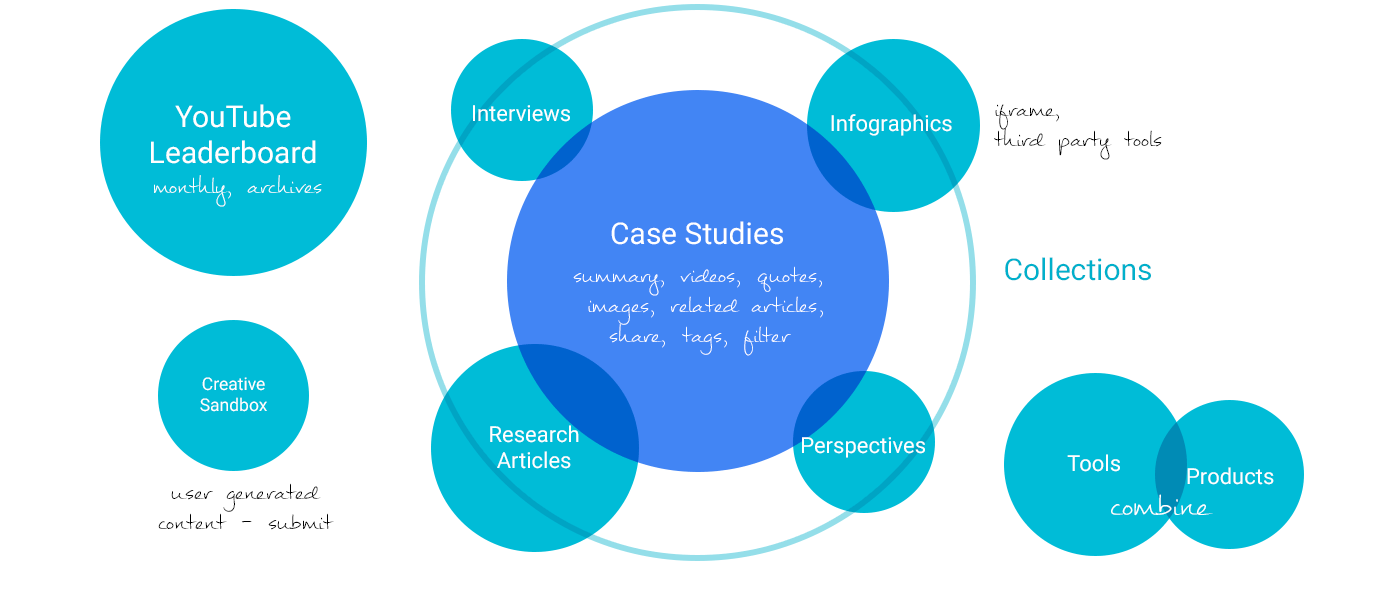 YouTube
Leaderboard
monthly, archives
Creative
Sandbox
user generated
content - submit
Interviews
Infographics
iframe,
third party tools
Case Studies
summary, videos, quotes,
images, related articles,
share, tags, filter
Research
Articles
Perspectives
Collections
Tools
Products
combine